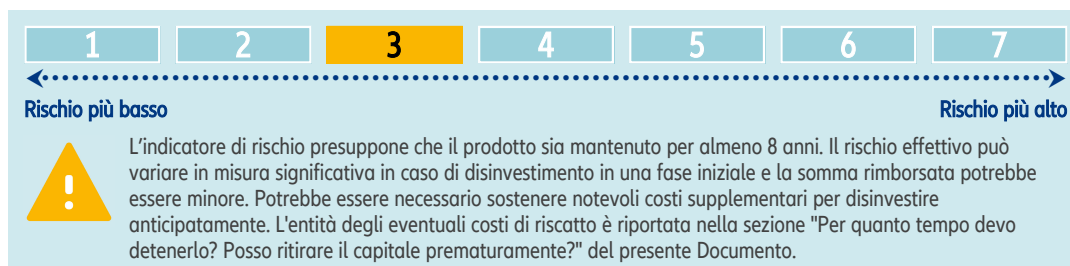 1 2 3 4 5 6 7
Rischio più basso Rischio più alto
L'indicatore di rischio presuppone che il prodotto sia mantenuto per almeno 8 anni. Il rischio effettivo può
variare in misura significativa in caso di disinvestimento in una fase iniziale e la somma rimborsata potrebbe
essere minore. Potrebbe essere necessario sostenere notevoli costi supplementari per disinvestire
anticipatamente. L'entità degli eventuali costi di riscatto è riportata nella sezione "Per quanto tempo devo
detenerlo? Posso ritirare il capitale prematuramente?" del presente Documento.